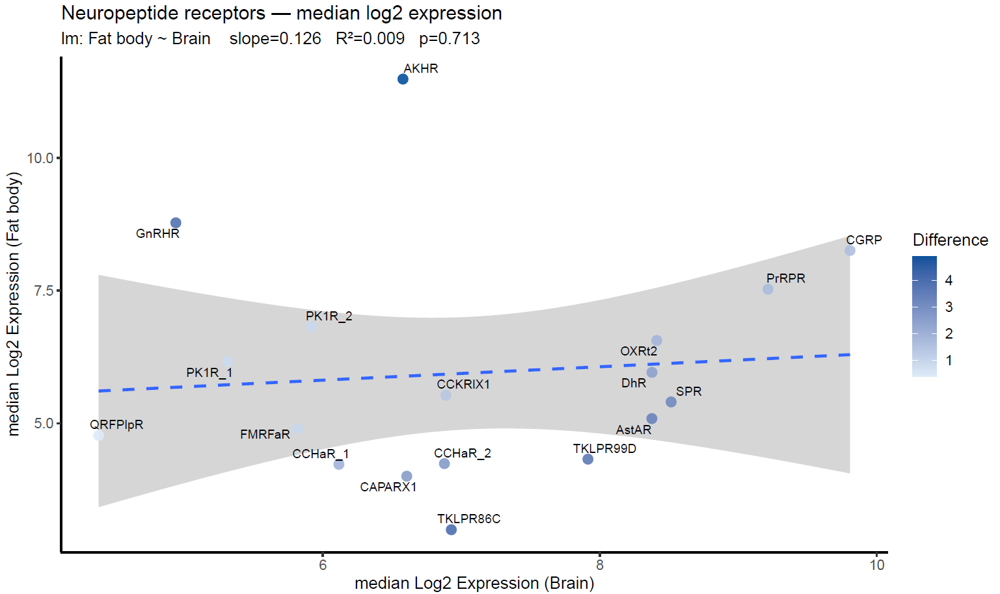 Neuropeptide receptors — median log2 expression
lm: Fat body ~ Brain slope=0.126 R²=0.009 p=0.713
AKHR
10.0
GnRHR
CGRP
PrRPR
7.5
PK1R_2
OXRt2
PK1R_1
DhR
CCKRIX1
SPR
5.0
QRFPlpR
FMRFaR
AstAR
CCHaR_1
CCHaR_2
TKLPR99D
CAPARX1
TKLPR86C
6
8
10
median Log2 Expression (Brain)
median Log2 Expression (Fat body)
Difference
4
3
2
1